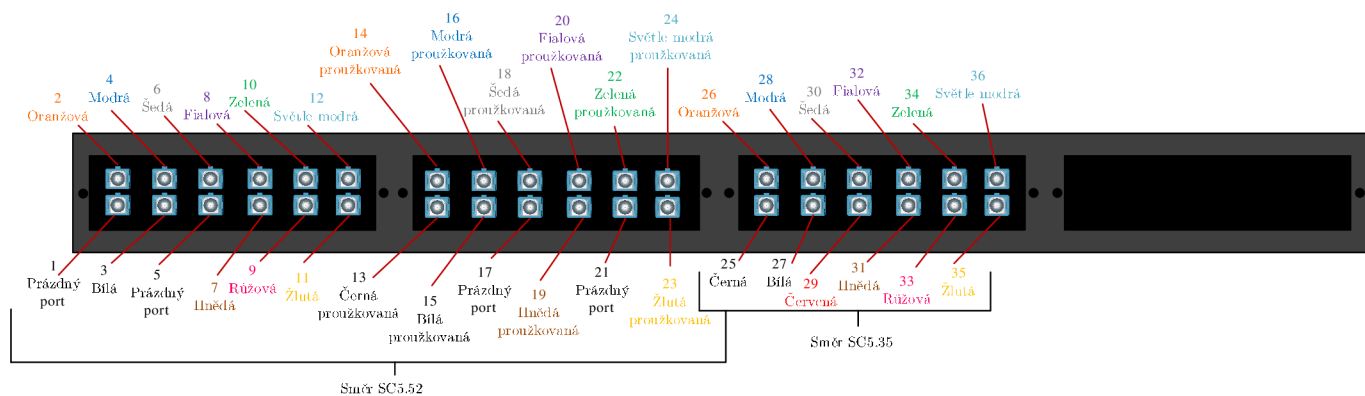 2
Oranžová
4
Modrá
6
Šedá
8
Fialová
10
Zelená
12
Světle modrá
14
Oranžová
proužkovaná
16
Modrá
proužkovaná
18
Šedá
proužkovaná
20
Fialová
proužkovaná
22
Zelená
proužkovaná
24
Světle modrá
proužkovaná
26
Oranžová
28
Modrá
30
Šedá
32
Fialová
34
Zelená
36
Světle modrá
1
Prázdný
port
3
Bílá
5
Prázdný
port
7
Hnědá
9
Růžová
11
Žlutá
13
Černá
proužkovaná
15
Bílá
proužkovaná
17
Prázdný
port
19
Hnědá
proužkovaná
21
Prázdný
port
23
Žlutá
proužkovaná
25
Černá
27
Bílá
29
Červená
31
Hnědá
33
Růžová
35
Žlutá
Směr SC5.35
Směr SC5.52